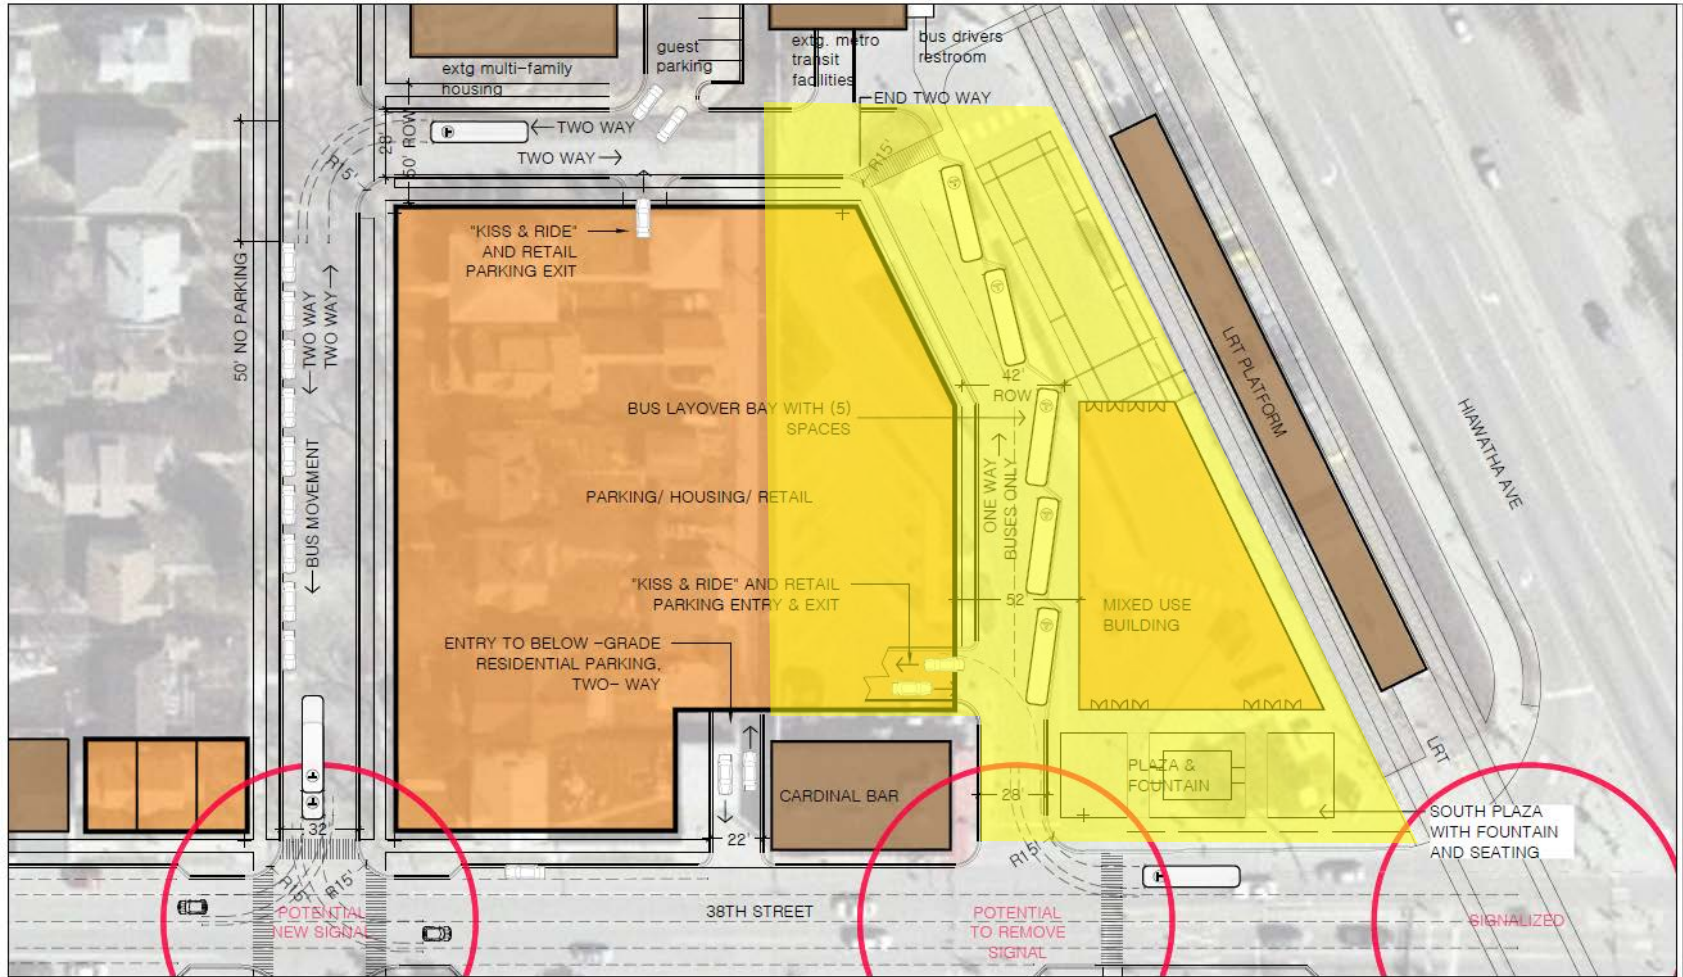 extg multi-family
housing
guest
parking
extg. metro
transit
facilities
bus drivers
restroom
END TWO WAY
28'
50' ROW
←TWO WAY
TWO WAY→
R15'
R15'
50' NO PARKING
"KISS & RIDE"
AND RETAIL
PARKING EXIT
TWO WAY
TWO WAY
BUS MOVEMENT
42'
ROW
BUS LAYOVER BAY WITH (5)
SPACES
LRT PLATFORM
HIAWATHA AVE
ONE WAY
BUSES ONLY
PARKING/ HOUSING/ RETAIL
"KISS & RIDE" AND RETAIL
PARKING ENTRY & EXIT
52'
MIXED USE
BUILDING
ENTRY TO BELOW -GRADE
RESIDENTIAL PARKING,
TWO- WAY
LRT
PLAZA &
FOUNTAIN
CARDINAL BAR
28'
SOUTH PLAZA
WITH FOUNTAIN
AND SEATING
32'
22'
R15'
R15'
R15'
POTENTIAL
NEW SIGNAL
38TH STREET
POTENTIAL
TO REMOVE
SIGNAL
SIGNALIZED